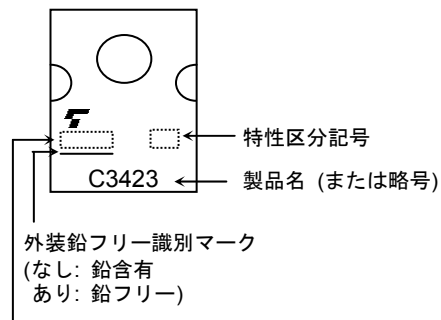 特性区分記号
C3423
製品名 (または略号)
外装鉛フリー識別マーク
(なし: 鉛含有
あり: 鉛フリー)